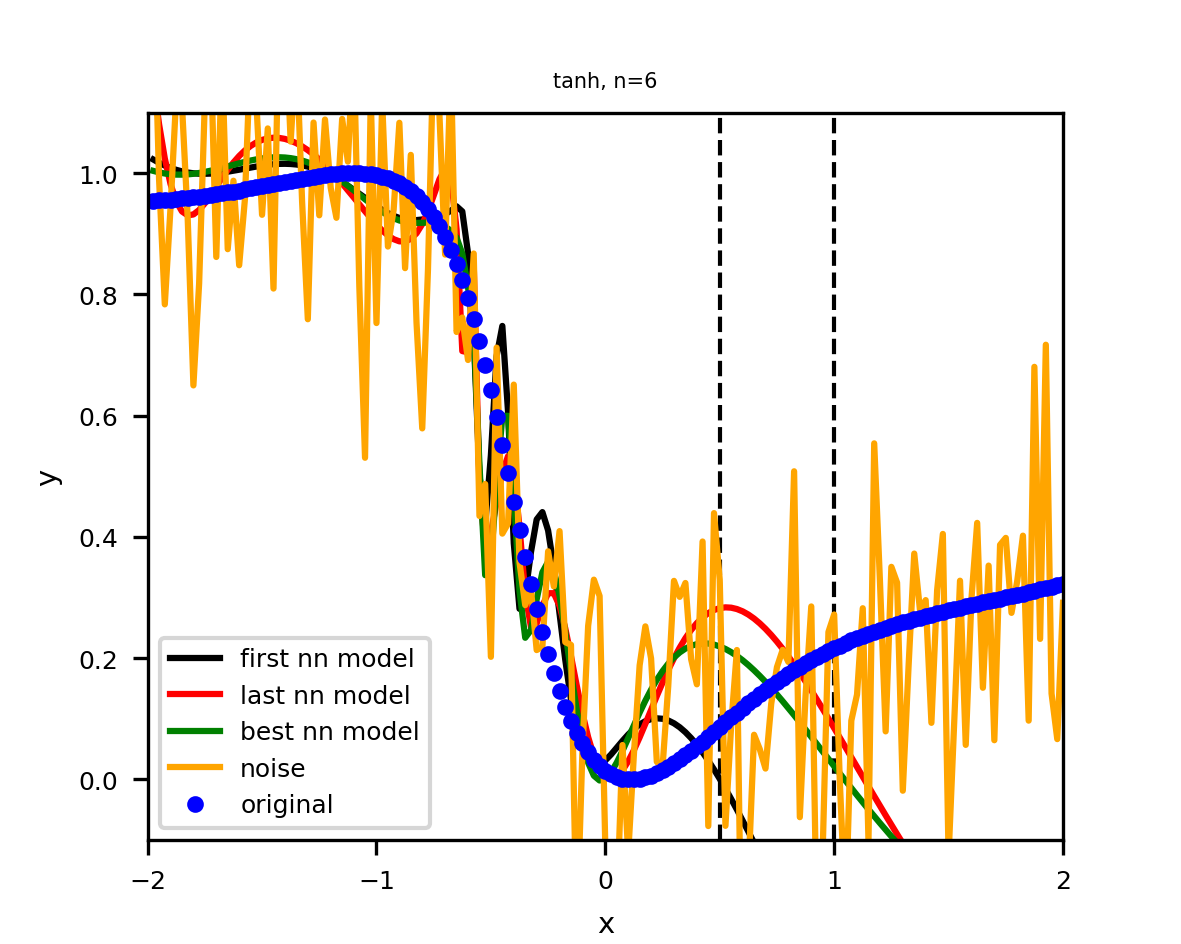 tanh, n=6
1.0
0.8
0.6
0.4
0.2
0.0
y
first nn model
last nn model
best nn model
noise
original
−2
−1
0
1
2
x